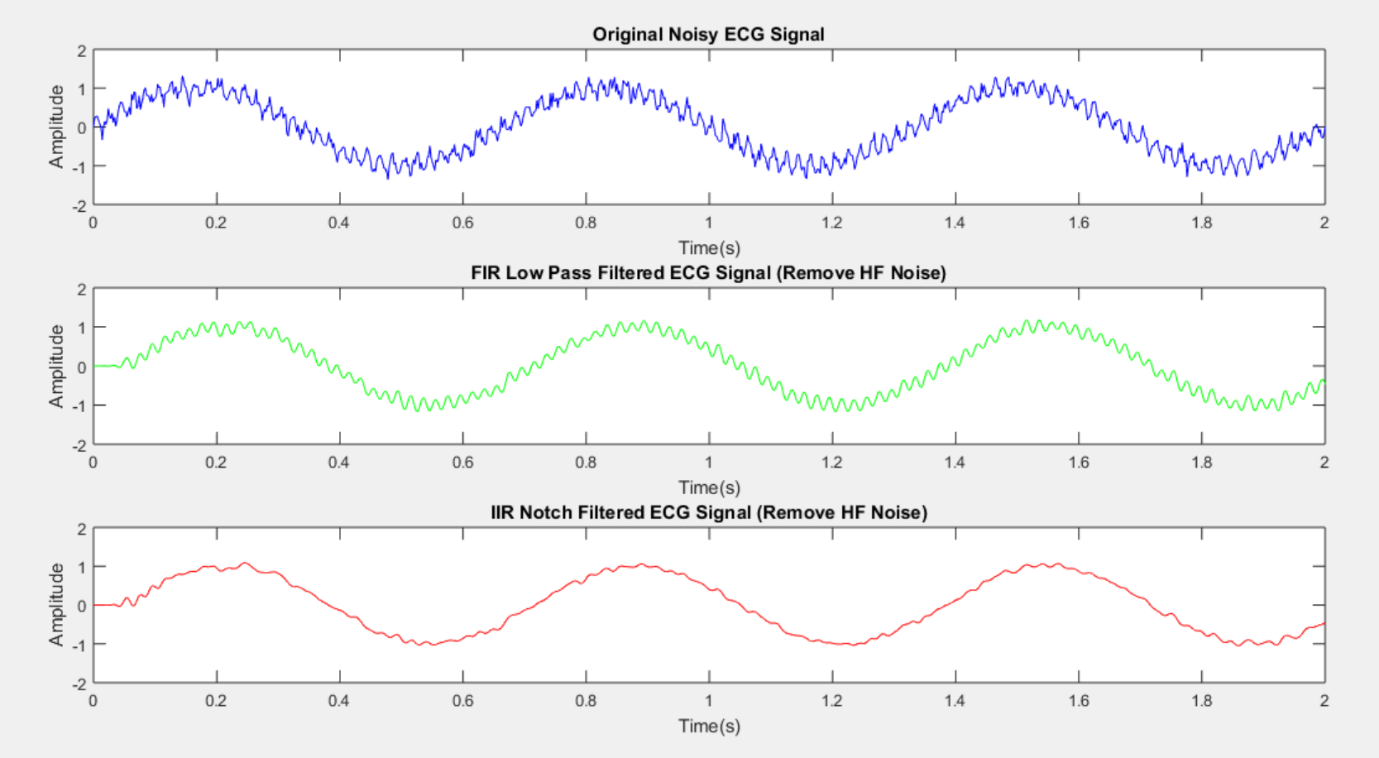 Original Noisy ECG Signal
2
1
0
-1
-2
Amplitude
0 0.2 0.4 0.6 0.8 1 1.2 1.4 1.6 1.8 2
Time(s)
FIR Low Pass Filtered ECG Signal (Remove HF Noise)
2
1
0
-1
-2
Amplitude
0 0.2 0.4 0.6 0.8 1 1.2 1.4 1.6 1.8 2
Time(s)
IIR Notch Filtered ECG Signal (Remove HF Noise)
2
1
0
-1
-2
Amplitude
0 0.2 0.4 0.6 0.8 1 1.2 1.4 1.6 1.8 2
Time(s)